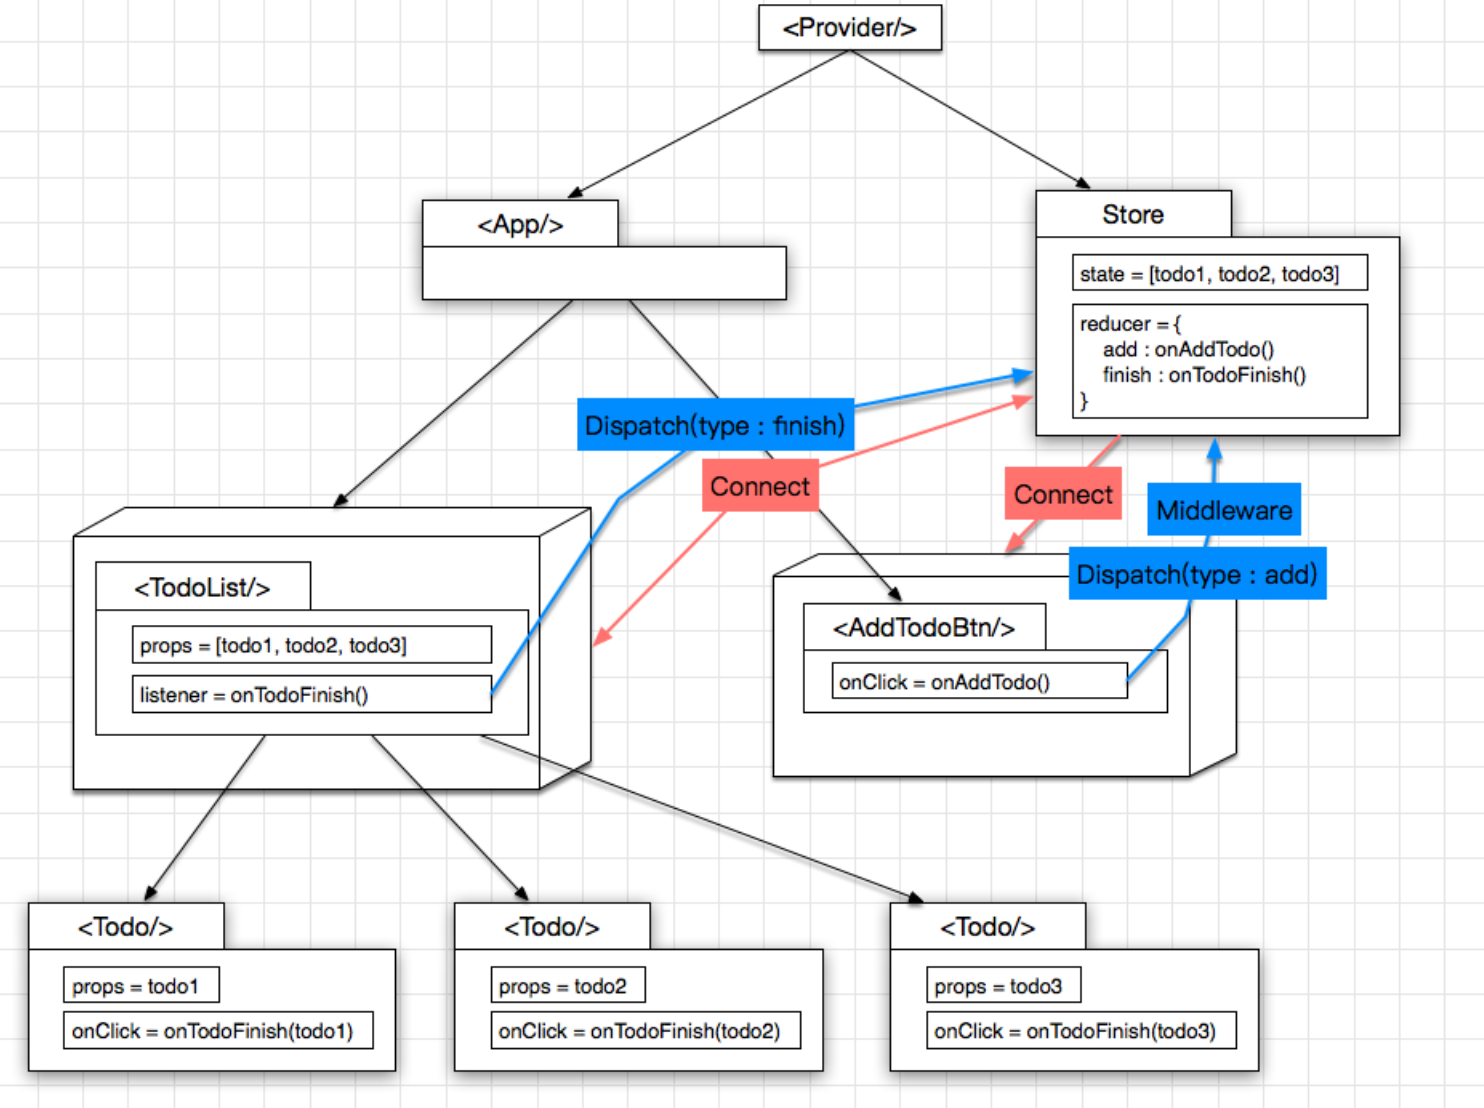 <Provider/>
<App/>
Store
state = [todo1, todo2, todo3]
reducer = {
add : onAddTodo()
finish : onTodoFinish()
}
Dispatch(type : finish)
Connect
Connect
Middleware
Dispatch(type : add)
<TodoList/>
props = [todo1, todo2, todo3]
listener = onTodoFinish()
<AddTodoBtn/>
onClick = onAddTodo()
<Todo/>
props = todo1
onClick = onTodoFinish(todo1)
<Todo/>
props = todo2
onClick = onTodoFinish(todo2)
<Todo/>
props = todo3
onClick = onTodoFinish(todo3)